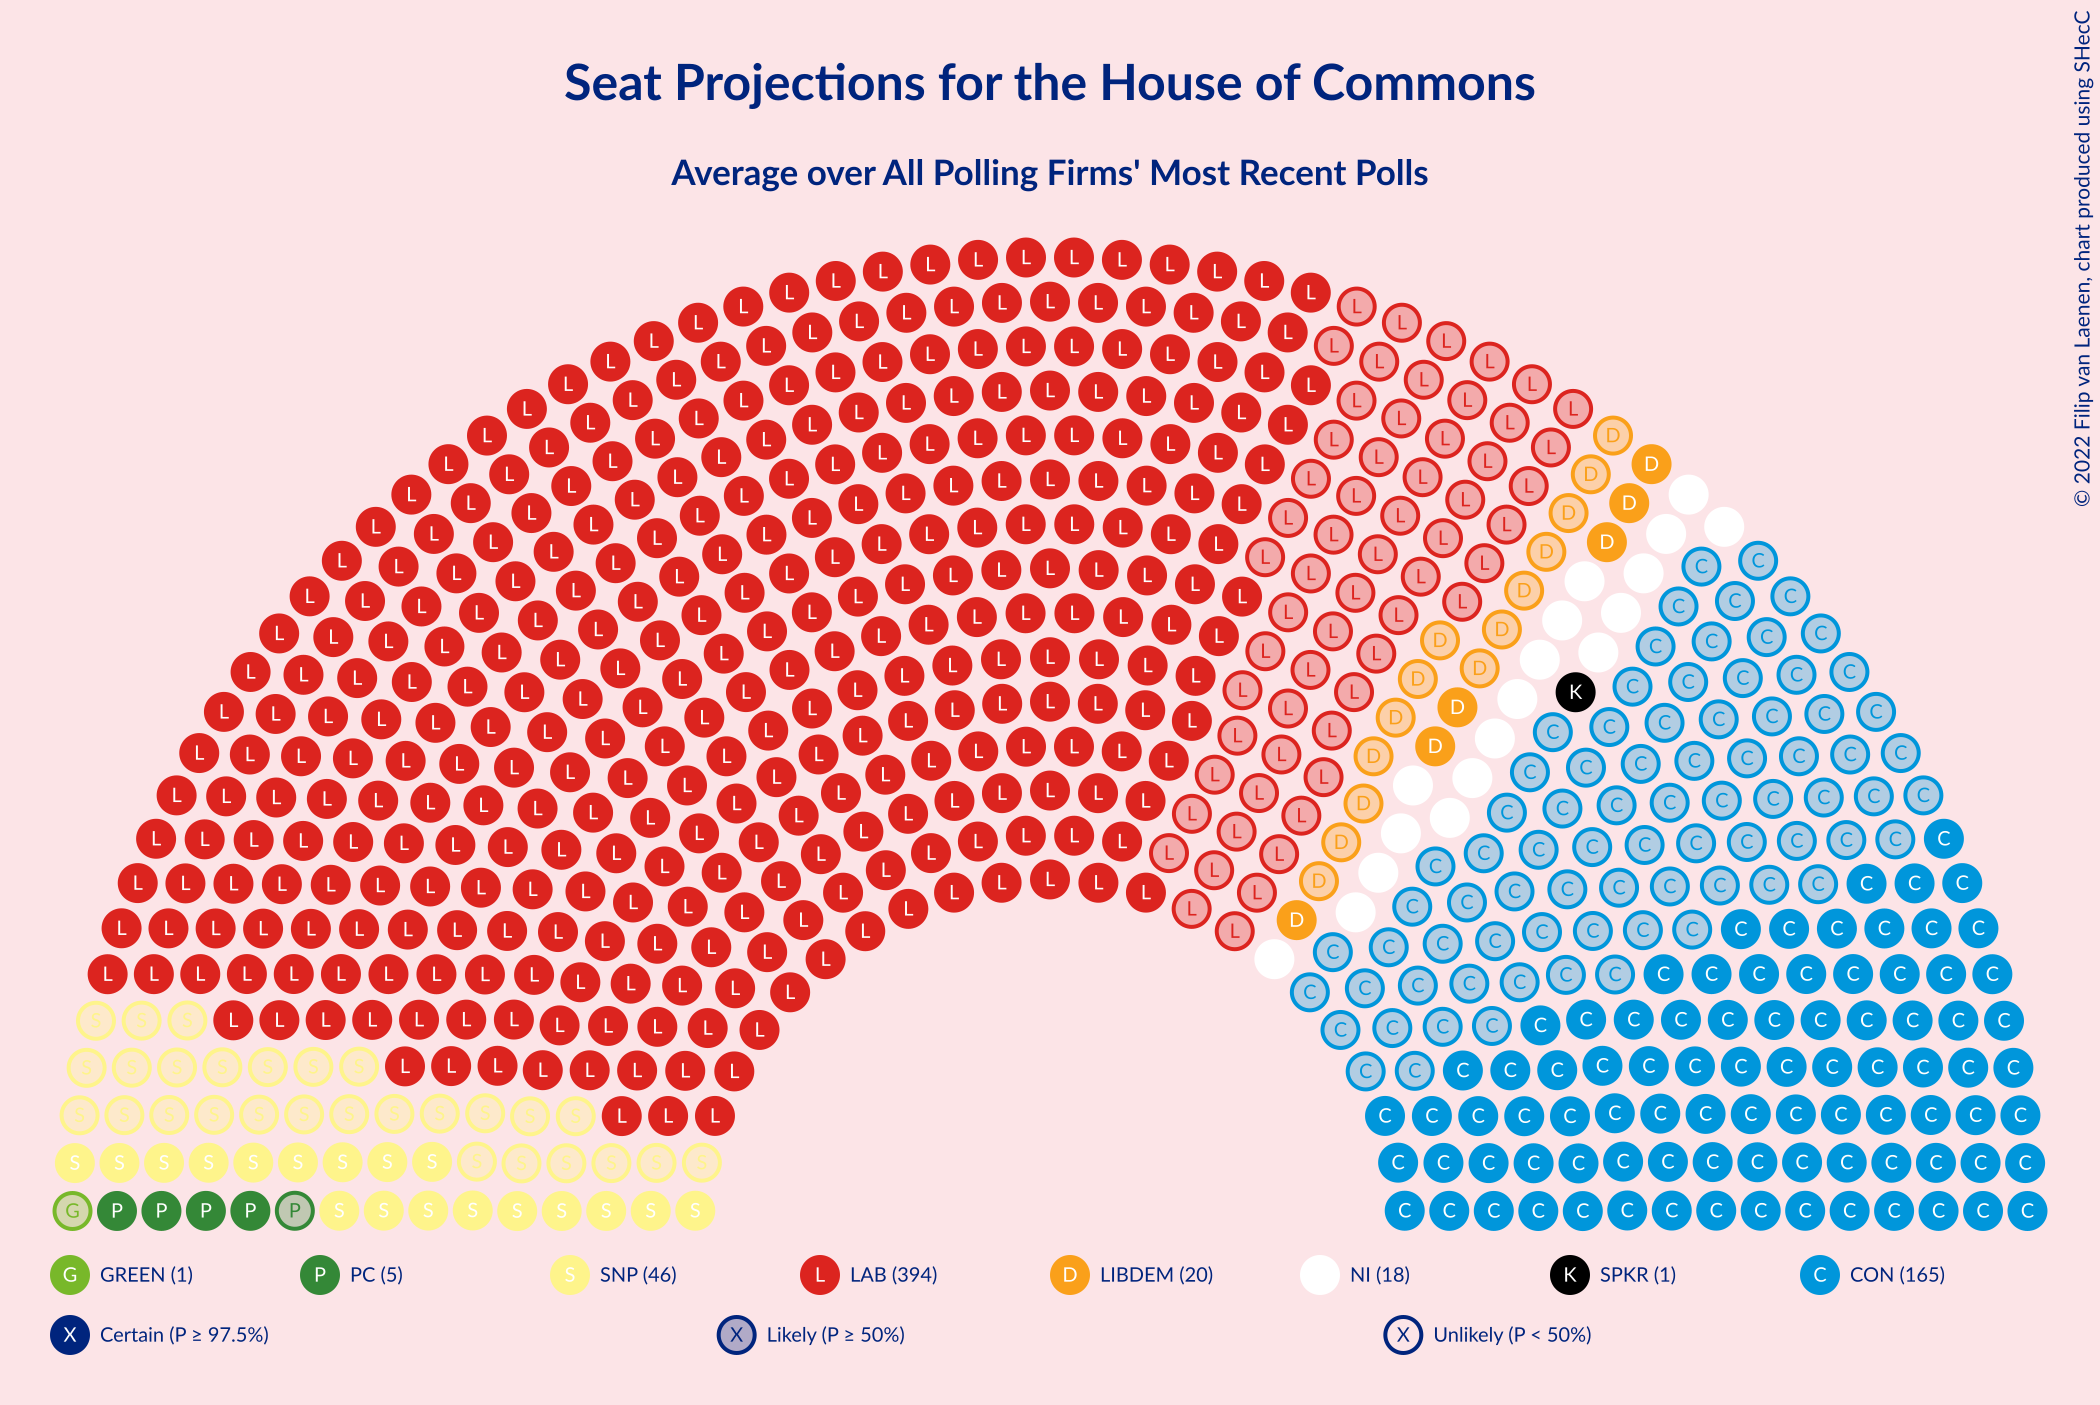 Seat Projections for the House of Commons
Average over All Polling Firms' Most Recent Polls
© 2022 Filip van Laenen, chart produced using SHecC
G GREEN (1)
P PC (5)
S SNP (46)
L LAB (394)
D LIBDEM (20)
NI (18)
K SPKR (1)
C CON (165)
X Certain (P ≥ 97.5%)
X Likely (P ≥ 50%)
X Unlikely (P < 50%)